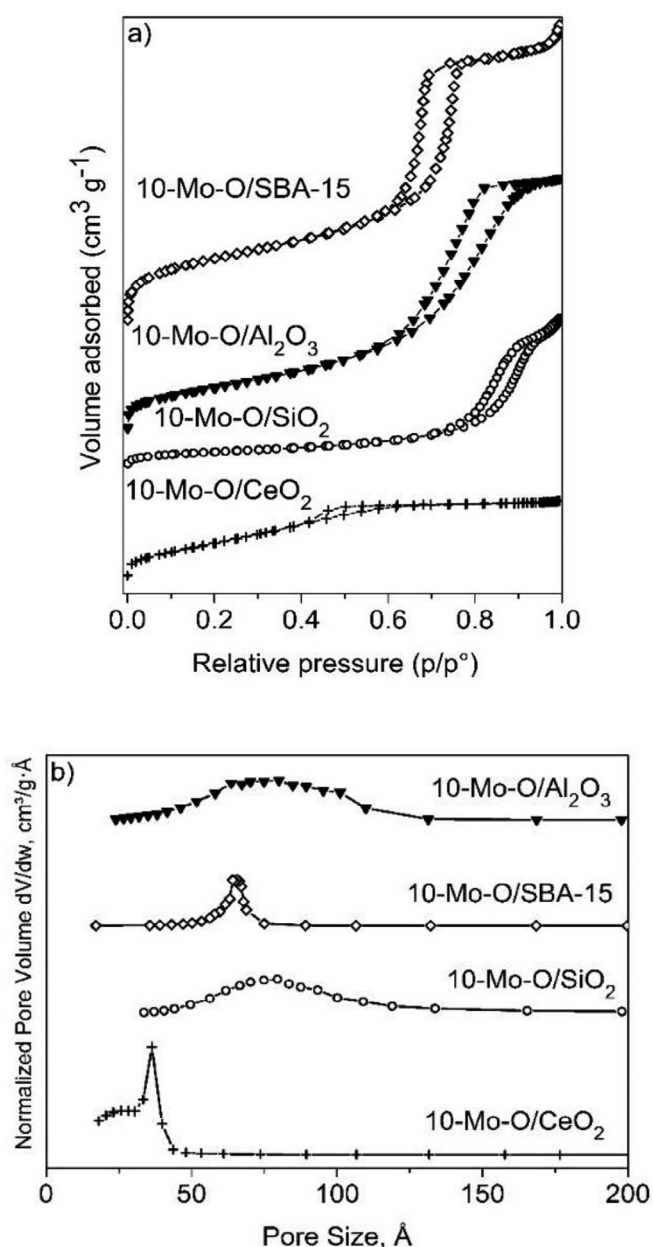 a)
Volume adsorbed (cm³ g⁻¹)
10-Mo-O/SBA-15
10-Mo-O/Al₂O₃
10-Mo-O/SiO₂
10-Mo-O/CeO₂
0.0 0.2 0.4 0.6 0.8 1.0
Relative pressure (p/p°)
b)
Normalized Pore Volume dV/dw, cm³/g·Å
10-Mo-O/Al₂O₃
10-Mo-O/SBA-15
10-Mo-O/SiO₂
10-Mo-O/CeO₂
0 50 100 150 200
Pore Size, Å